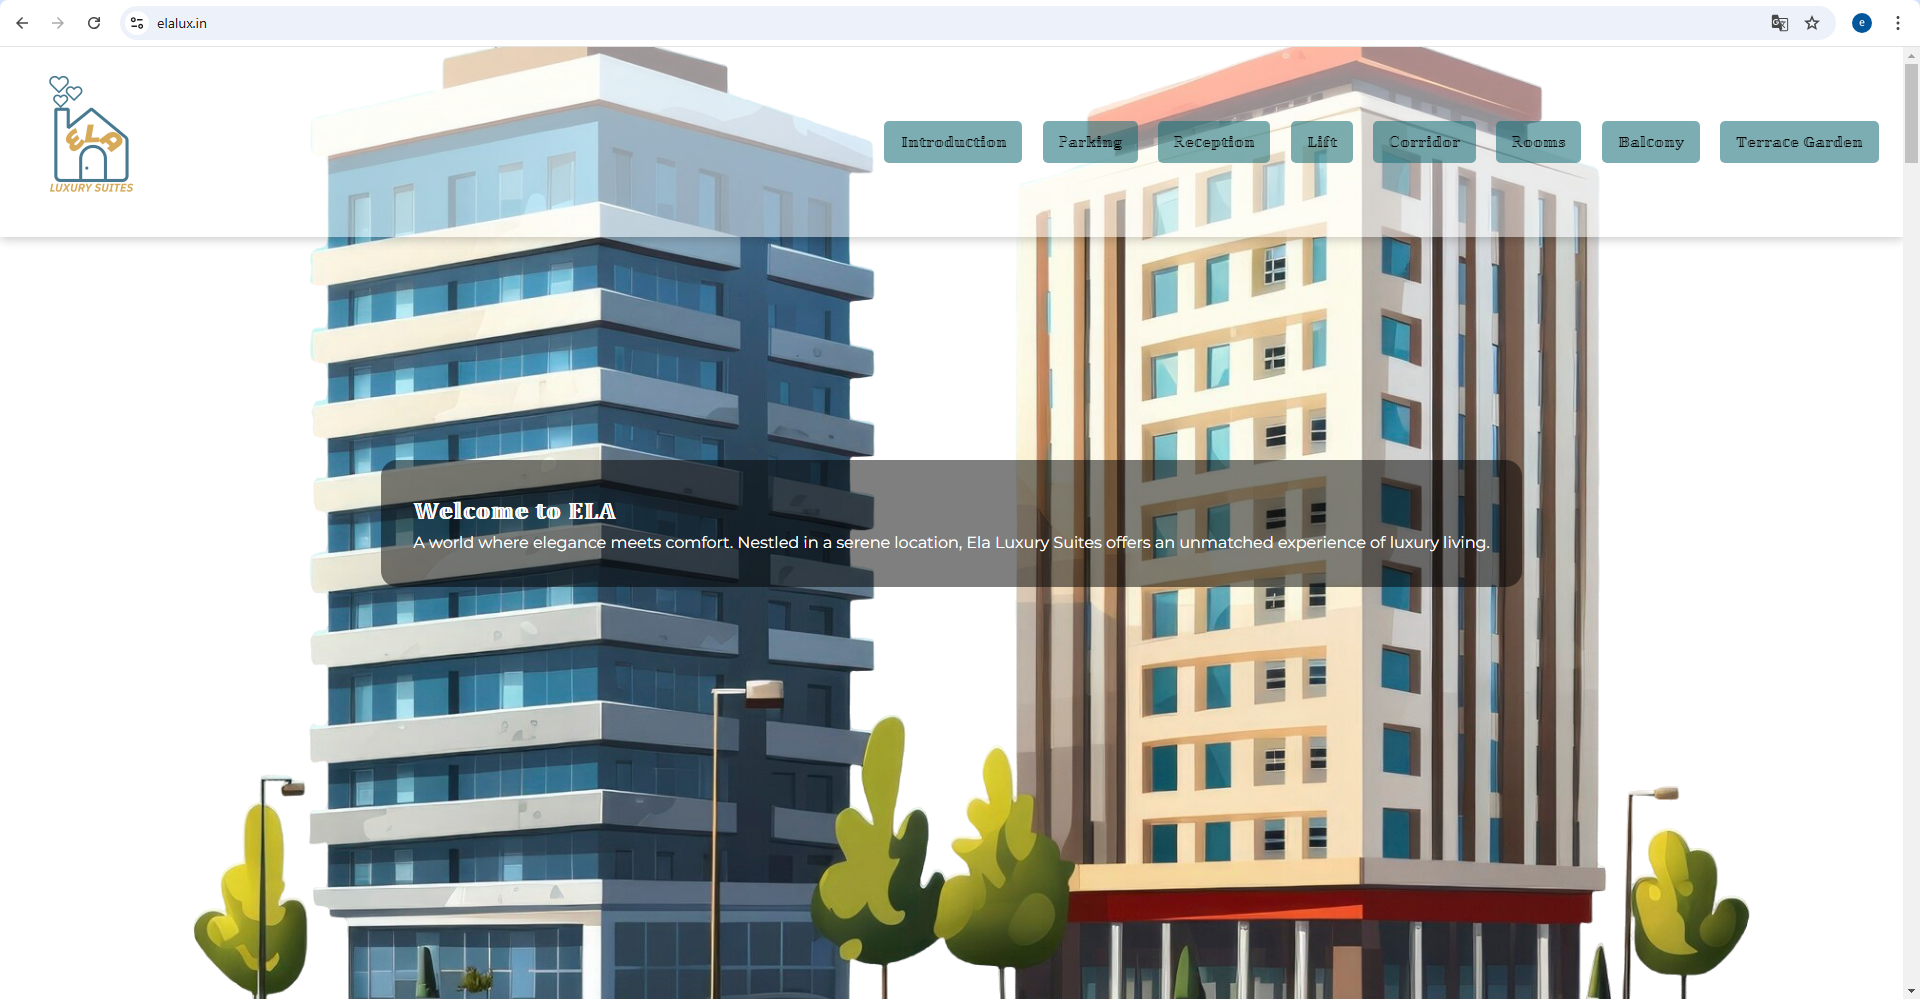 elalux.in
e
ELA
LUXURY SUITES
Introduction
Parking
Reception
Lift
Corridor
Rooms
Balcony
Terrace Garden
Welcome to ELA
A world where elegance meets comfort. Nestled in a serene location, Ela Luxury Suites offers an unmatched experience of luxury living.